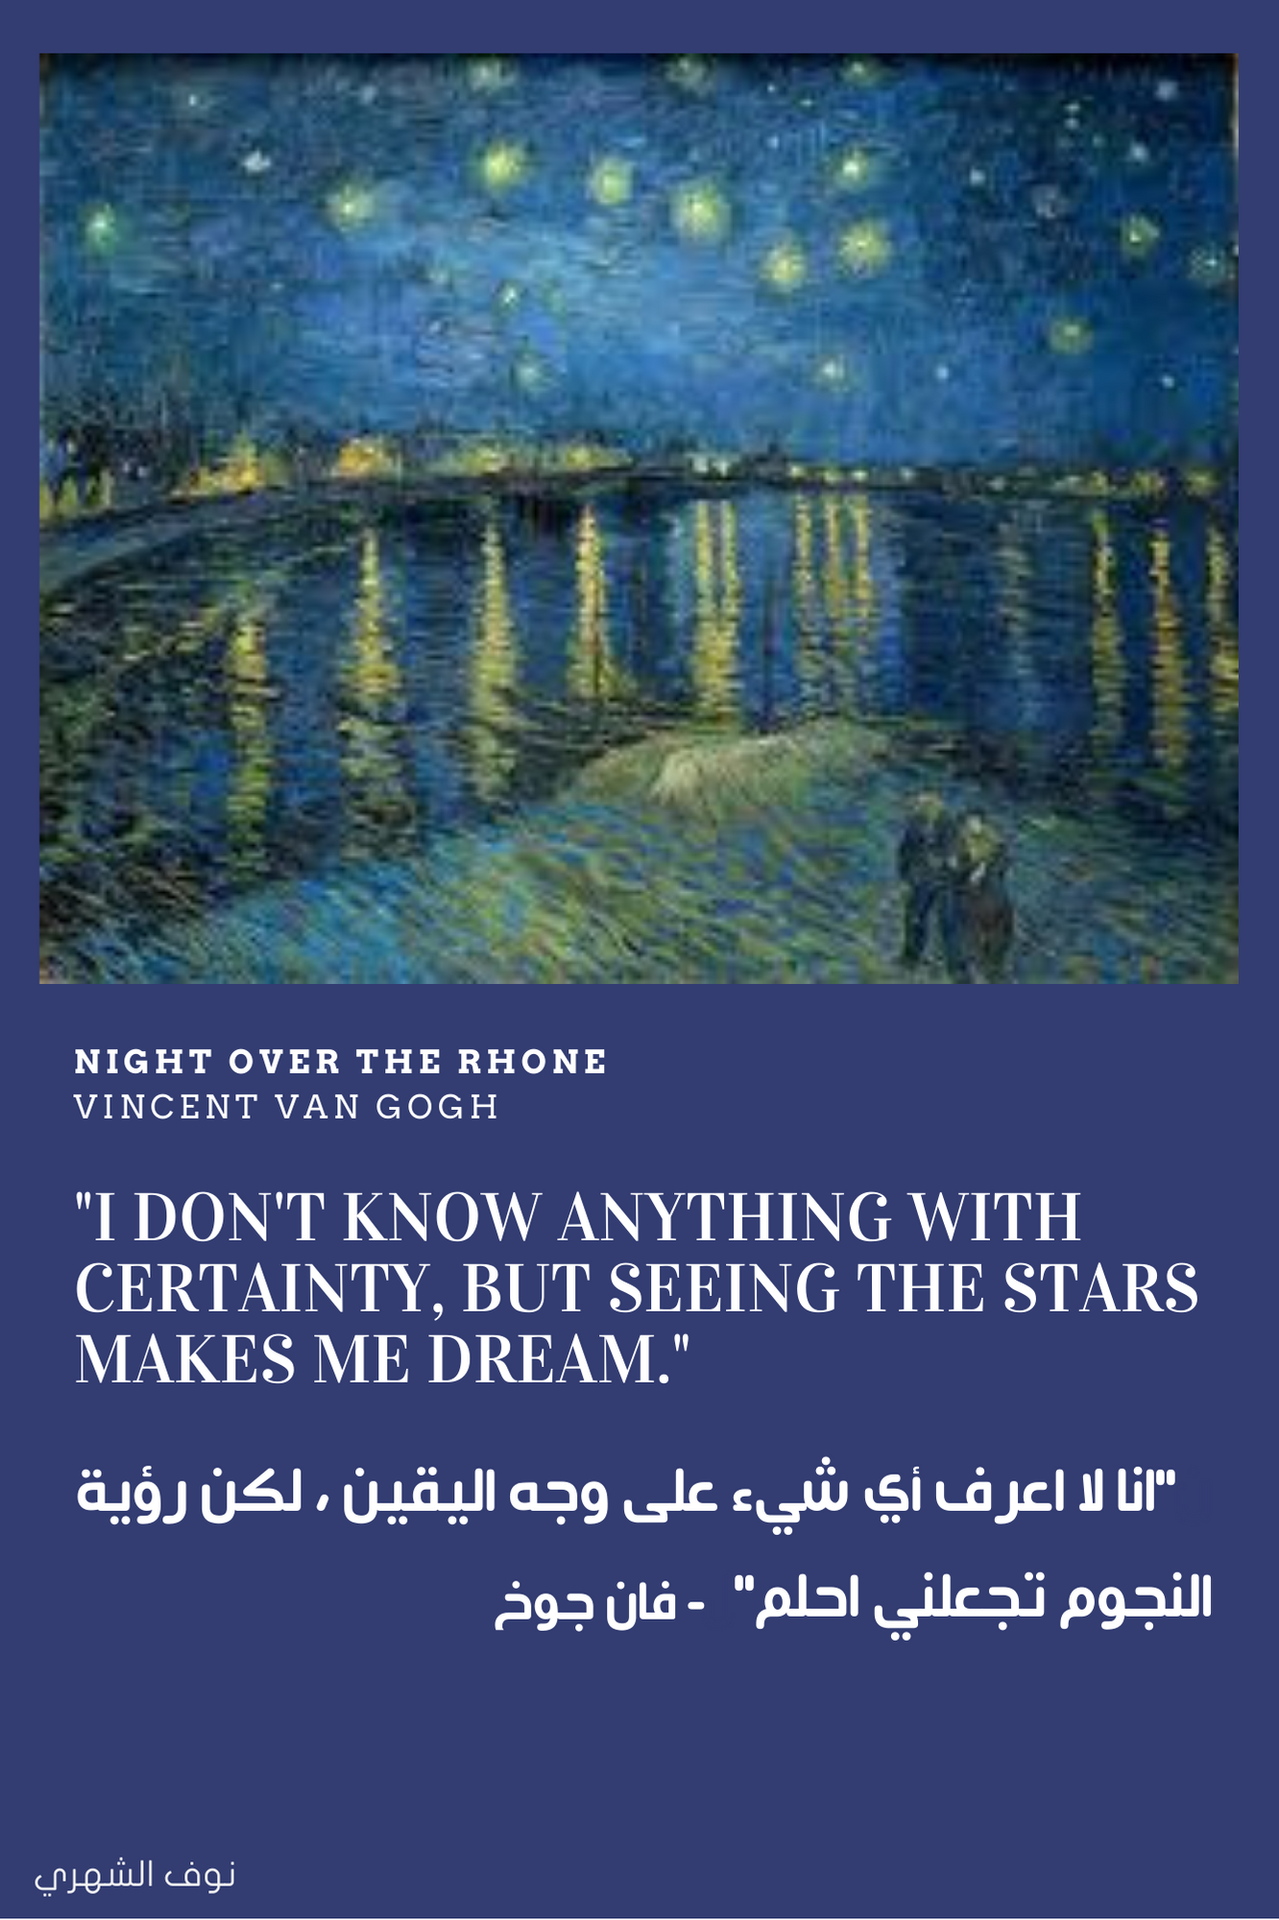 NIGHT OVER THE RHONE
VINCENT VAN GOGH
"I DON'T KNOW ANYTHING WITH
CERTAINTY, BUT SEEING THE STARS
MAKES ME DREAM."
"انا لا اعرف أي شيء على وجه اليقين ، لكن رؤية
النجوم تجعلني احلم" - فان جوخ
نوف الشهري